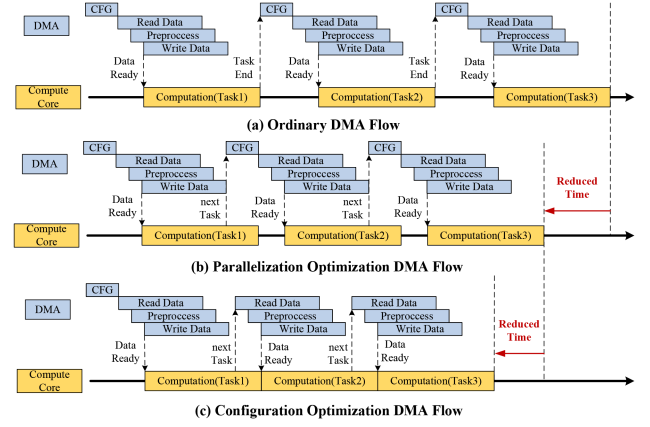 CFG
CFG
CFG
DMA
Read Data
Read Data
Read Data
Preproccess
Preproccess
Preproccess
Write Data
Write Data
Write Data
Data
Ready
Task
End
Data
Ready
Task
End
Data
Ready
Compute
Core
Computation(Task1)
Computation(Task2)
Computation(Task3)
(a) Ordinary DMA Flow
CFG
CFG
CFG
DMA
Read Data
Read Data
Read Data
Preproccess
Preproccess
Preproccess
Write Data
Write Data
Write Data
Data
Ready
next
Task
Data
Ready
next
Task
Data
Ready
Reduced
Time
Compute
Core
Computation(Task1)
Computation(Task2)
Computation(Task3)
(b) Parallelization Optimization DMA Flow
CFG
DMA
Read Data
Read Data
Read Data
Preproccess
Preproccess
Preproccess
Write Data
Write Data
Write Data
Data
Ready
next
Task
Data
Ready
next
Task
Data
Ready
Reduced
Time
Compute
Core
Computation(Task1)
Computation(Task2)
Computation(Task3)
(c) Configuration Optimization DMA Flow